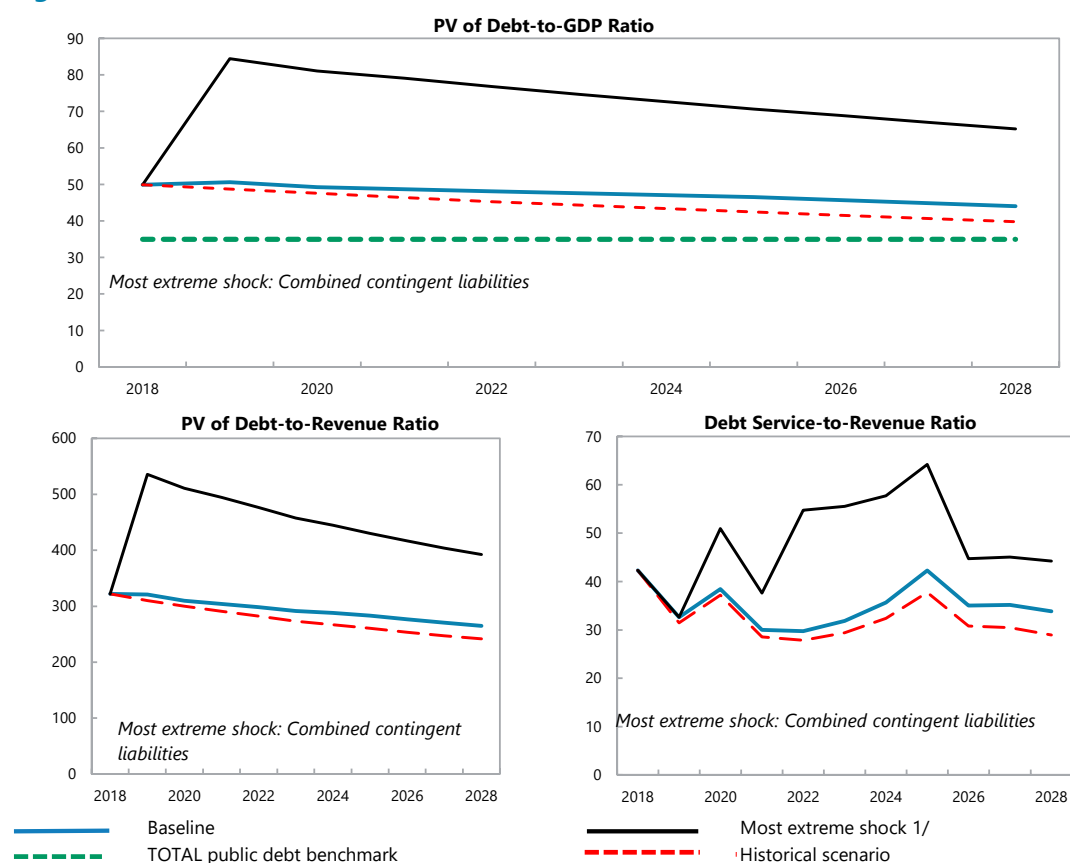 PV of Debt-to-GDP Ratio
90
80
70
60
50
40
30
20
10
0
Most extreme shock: Combined contingent liabilities
2018 2020 2022 2024 2026 2028
PV of Debt-to-Revenue Ratio
600
500
400
300
200
100
0
Most extreme shock: Combined contingent
liabilities
2018 2020 2022 2024 2026 2028
Debt Service-to-Revenue Ratio
70
60
50
40
30
20
10
0
Most extreme shock: Combined contingent liabilities
2018 2020 2022 2024 2026 2028
Baseline
TOTAL public debt benchmark
Most extreme shock 1/
Historical scenario